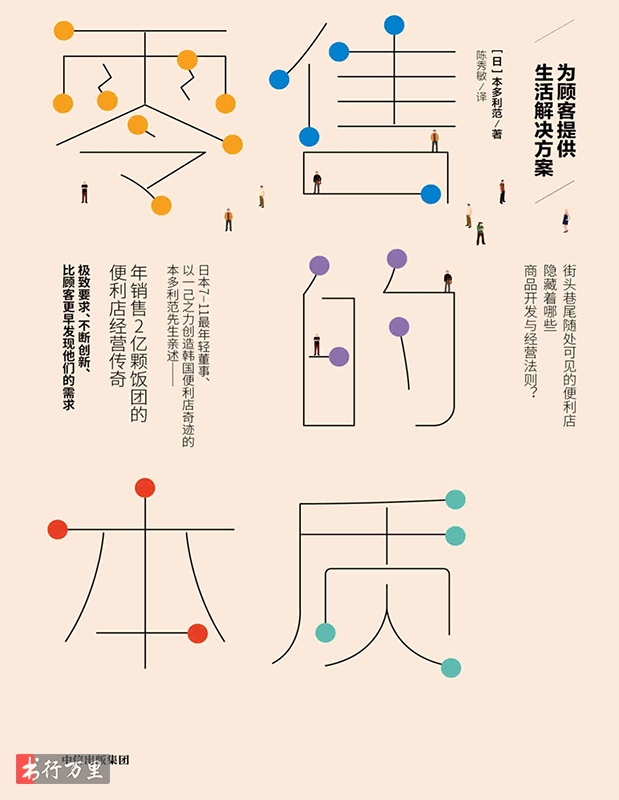 零售
的
本质
为顾客提供
生活解决方案
[日]本多利范/著
陈秀敏/译
街头巷尾随处可见的便利店
隐藏着哪些
商品开发与经营法则？
日本7-11最年轻董事、
以一己之力创造韩国便利店奇迹的
本多利范先生亲述——
年销售2亿颗饭团的
便利店经营传奇
极致要求、不断创新、
比顾客更早发现他们的需求
中信出版集团
书行万里